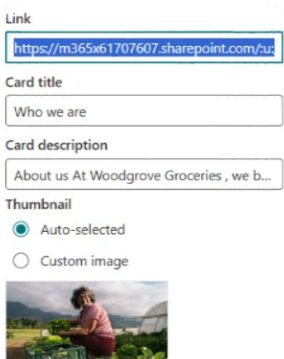 Link
https://m365x61707607.sharepoint.com/:u:
Card title
Who we are
Card description
About us At Woodgrove Groceries , we b...
Thumbnail
Auto-selected
Custom image